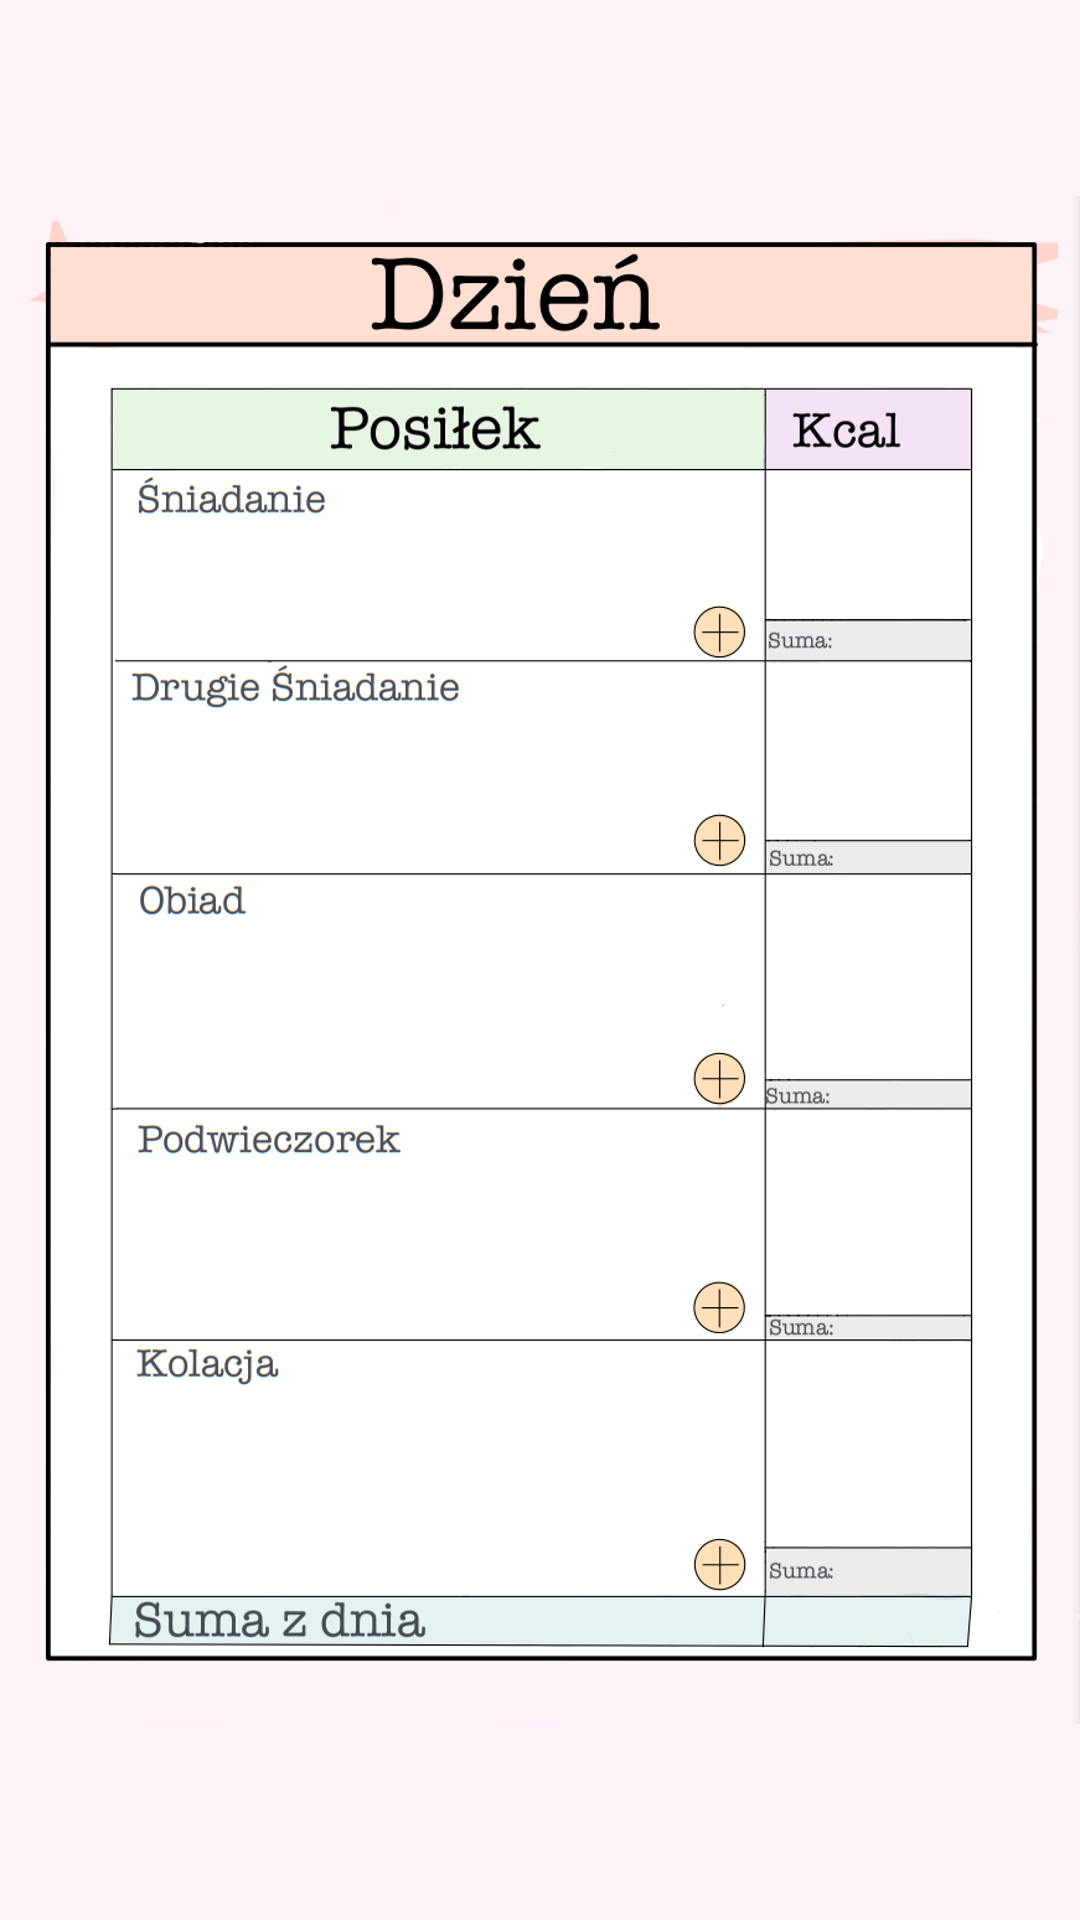 Dzień
Posiłek Kcal
Śniadanie
Suma:
Drugie Śniadanie
Suma:
Obiad
Suma:
Podwieczorek
Suma:
Kolacja
Suma:
Suma z dnia